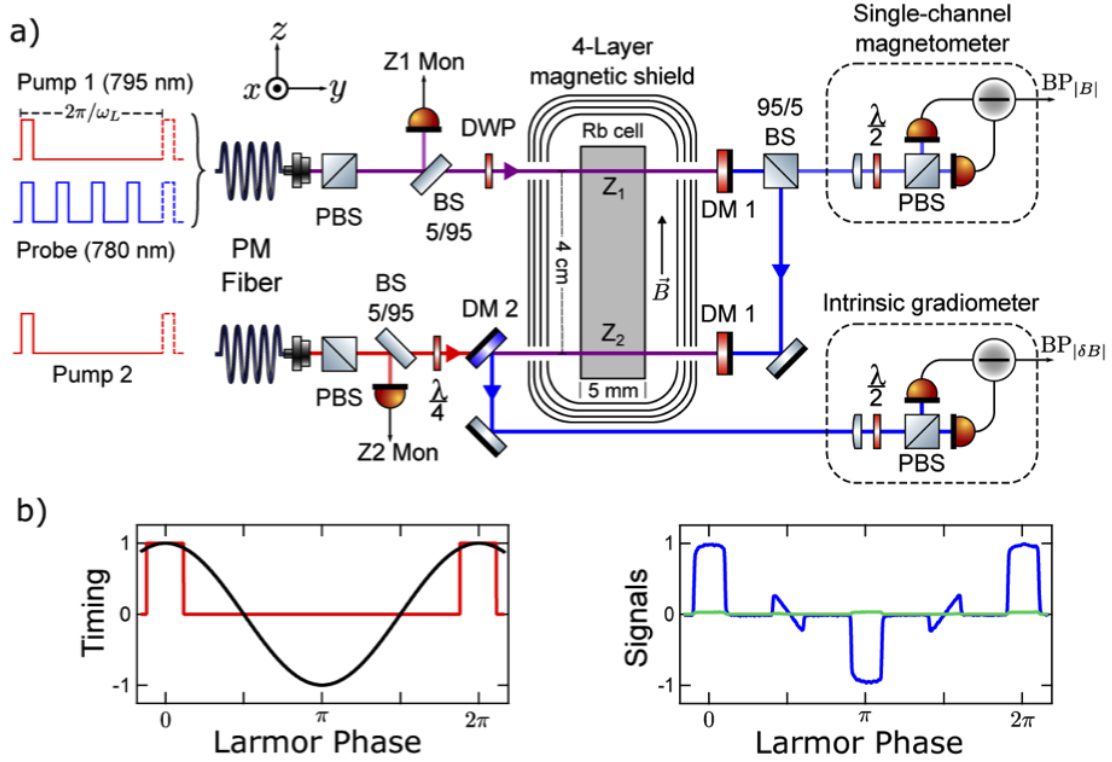 a)
Pump 1 (795 nm)
2π/ω_L
Probe (780 nm)
Pump 2
z
x
y
PM
Fiber
PBS
Z1 Mon
BS
5/95
DWP
4-Layer
magnetic shield
Rb cell
Z₁
4 cm
B⃗
Z₂
5 mm
DM 1
95/5
BS
Single-channel
magnetometer
λ/2
PBS
BP_|B|
BS
5/95
DM 2
PBS
λ/4
Z2 Mon
DM 1
Intrinsic gradiometer
λ/2
PBS
BP_|δB|
b)
Timing
1
0
-1
0
π
2π
Larmor Phase
Signals
1
0
-1
0
π
2π
Larmor Phase